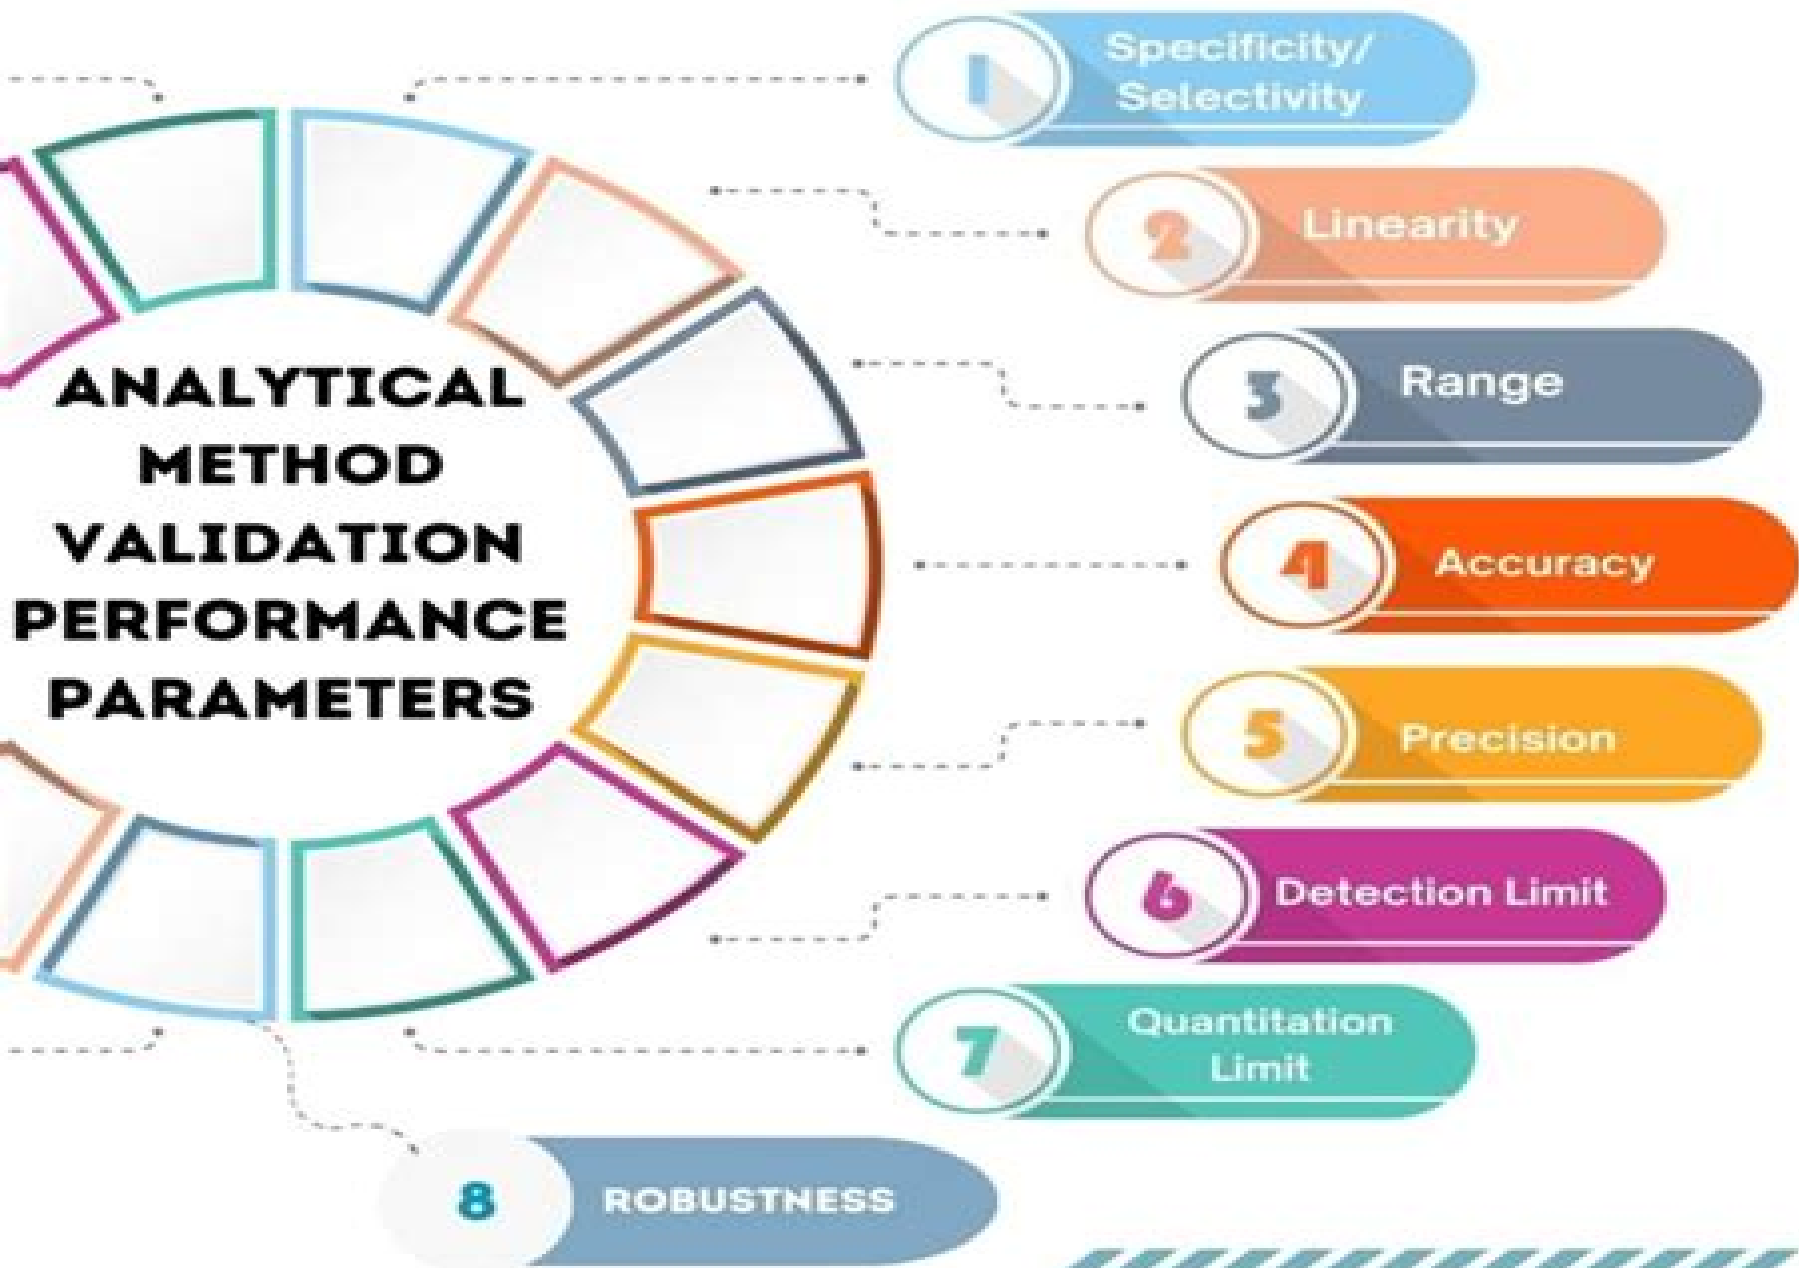 ANALYTICAL
METHOD
VALIDATION
PERFORMANCE
PARAMETERS
1
Specificity/
Selectivity
2
Linearity
3
Range
4
Accuracy
5
Precision
6
Detection Limit
7
Quantitation
Limit
8
ROBUSTNESS